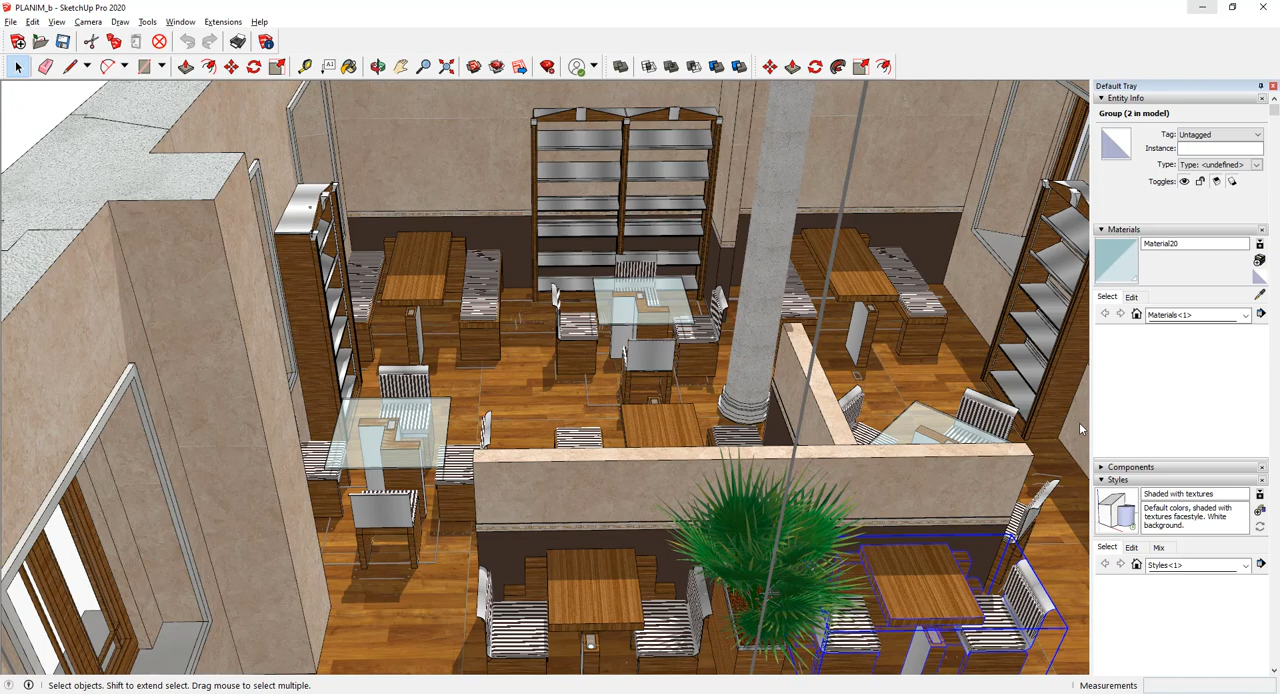 PLANIM_b - SketchUp Pro 2020
File Edit View Camera Draw Tools Window Extensions Help
Default Tray
Entity Info
Group (2 in model)
Tag: Untagged
Instance:
Type: Type: <undefined>
Toggles:
Materials
Material20
Select Edit
Materials<1>
Components
Styles
Shaded with textures
Default colors, shaded with
textures facestyle. White
background.
Select Edit Mix
Styles<1>
Select objects. Shift to extend select. Drag mouse to select multiple.
Measurements